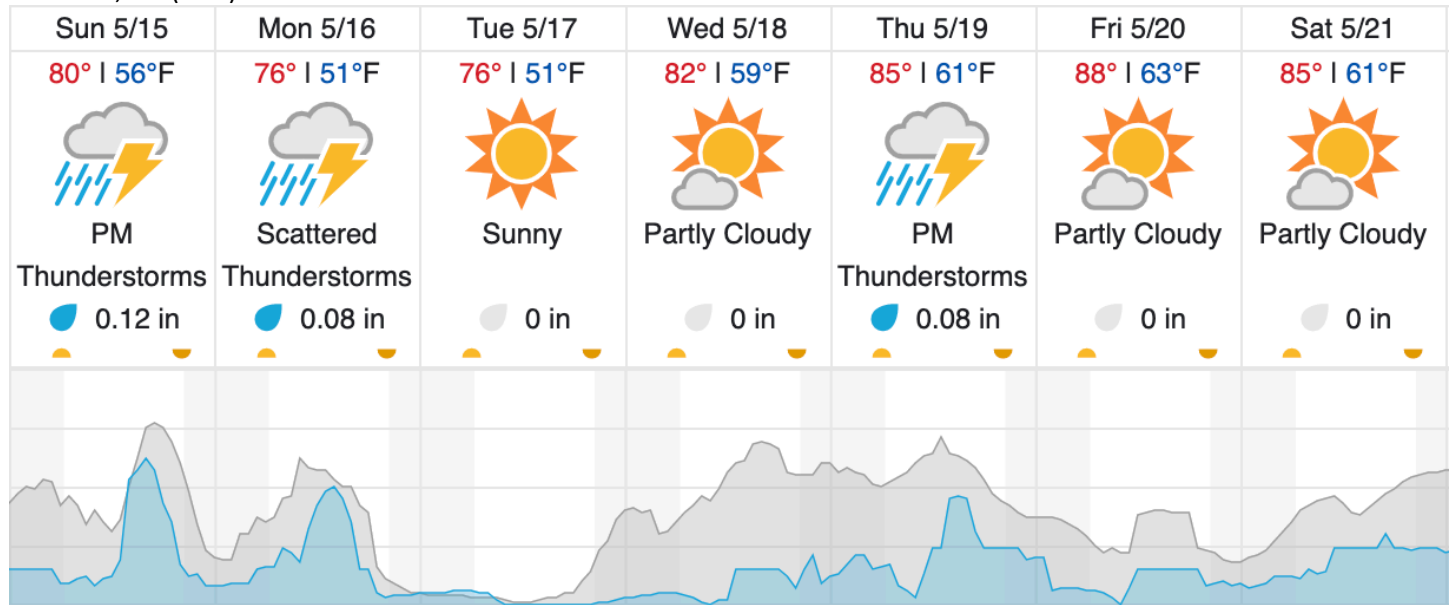 Sun 5/15 Mon 5/16 Tue 5/17 Wed 5/18 Thu 5/19 Fri 5/20 Sat 5/21
80° | 56°F 76° | 51°F 76° | 51°F 82° | 59°F 85° | 61°F 88° | 63°F 85° | 61°F
PM Scattered Sunny Partly Cloudy PM Partly Cloudy Partly Cloudy
Thunderstorms Thunderstorms Thunderstorms
0.12 in 0.08 in 0 in 0 in 0.08 in 0 in 0 in